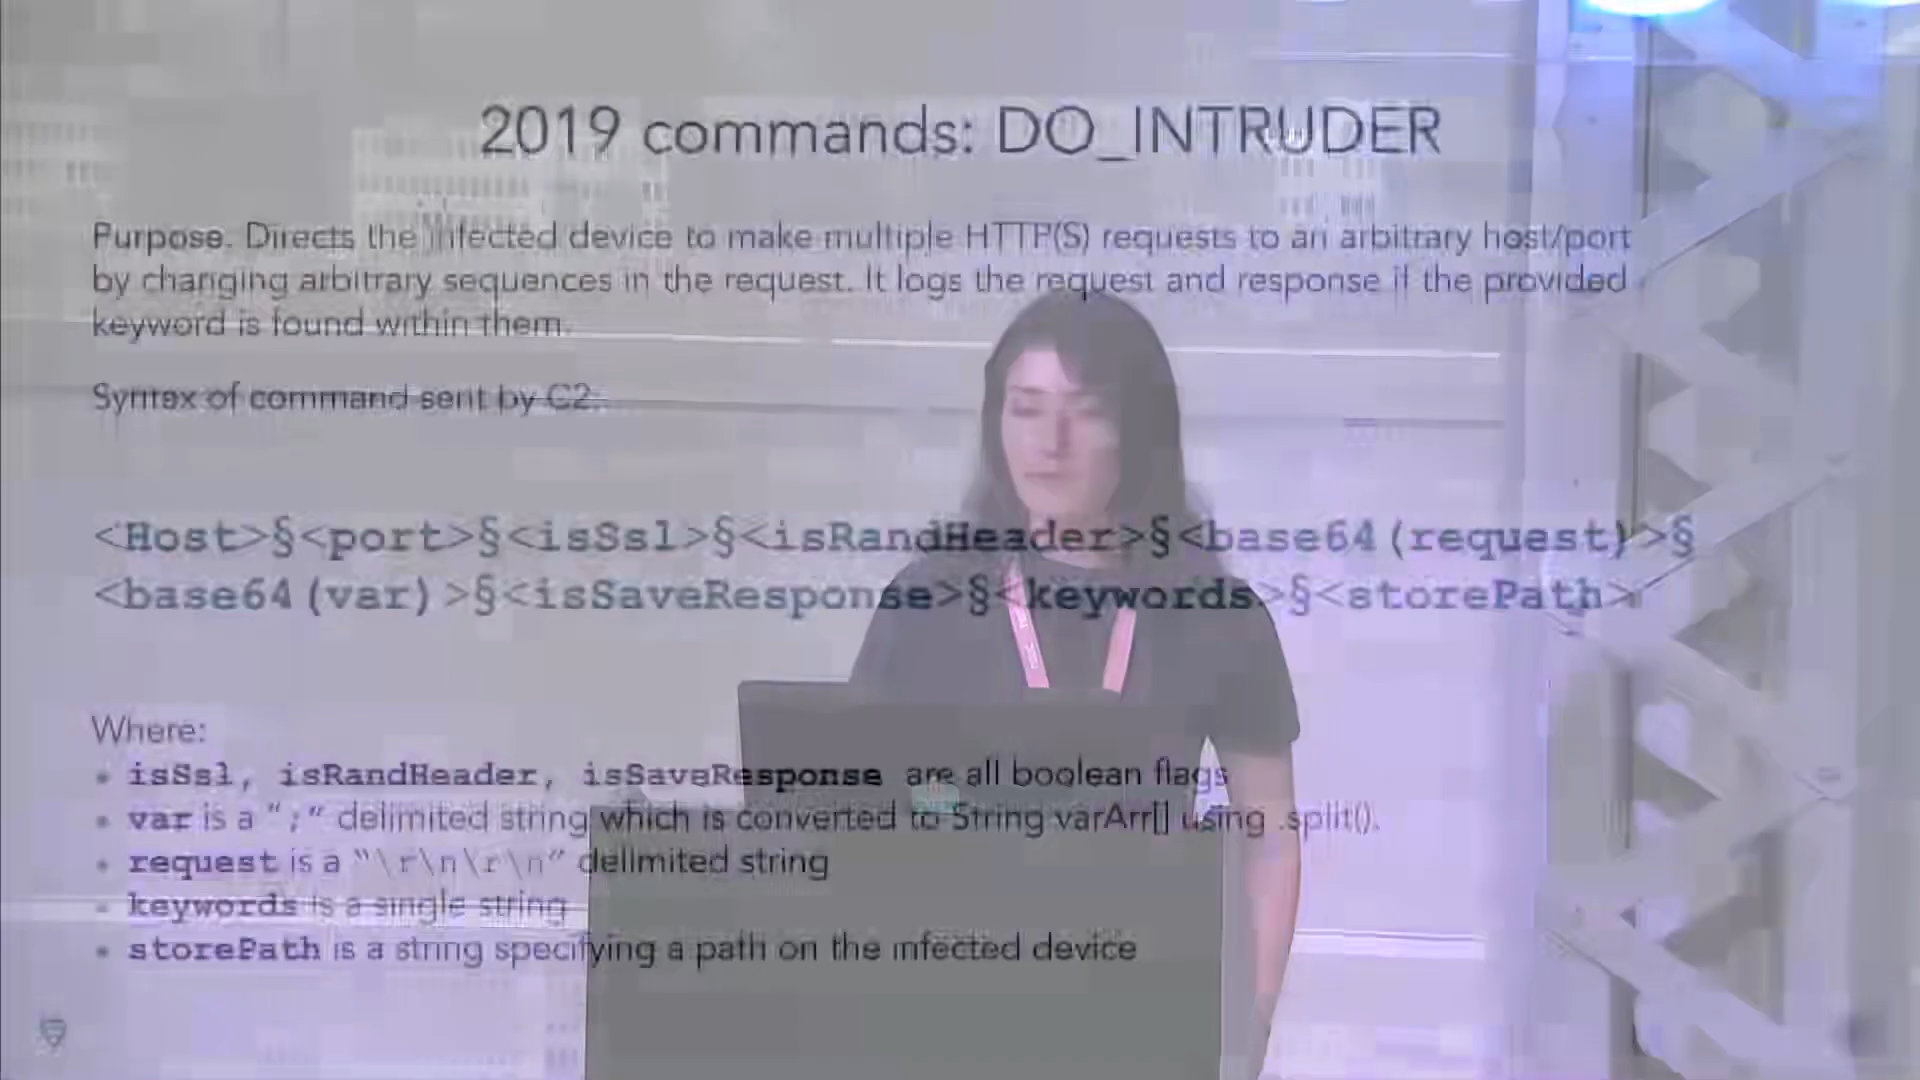 2019 commands: DO_INTRUDER
Purpose. Directs the infected device to make multiple HTTP(S) requests to an arbitrary host/port
by changing arbitrary sequences in the request. It logs the request and response if the provided
keyword is found within them.
Syntax of command sent by C2:
<Host>§<port>§<isSsl>§<isRandHeader>§<base64(request)>§
<base64(var)>§<isSaveResponse>§<keywords>§<storePath>
Where:
• isSsl, isRandHeader, isSaveResponse are all boolean flags
• var is a ";" delimited string which is converted to String varArr[] using .split().
• request is a "\r\n\r\n" delimited string
• keywords is a single string
• storePath is a string specifying a path on the infected device